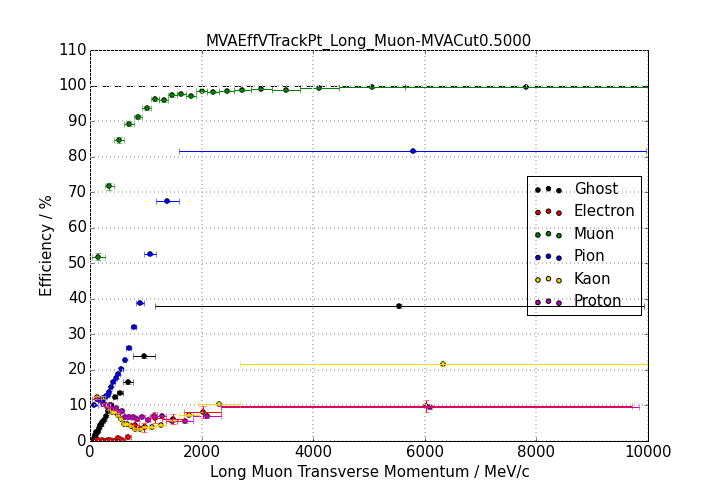 MVAEffVTrackPt_Long_Muon-MVACut0.5000
110
100
90
80
70
60
50
40
30
20
10
0
Efficiency / %
Ghost
Electron
Muon
Pion
Kaon
Proton
0 2000 4000 6000 8000 10000
Long Muon Transverse Momentum / MeV/c